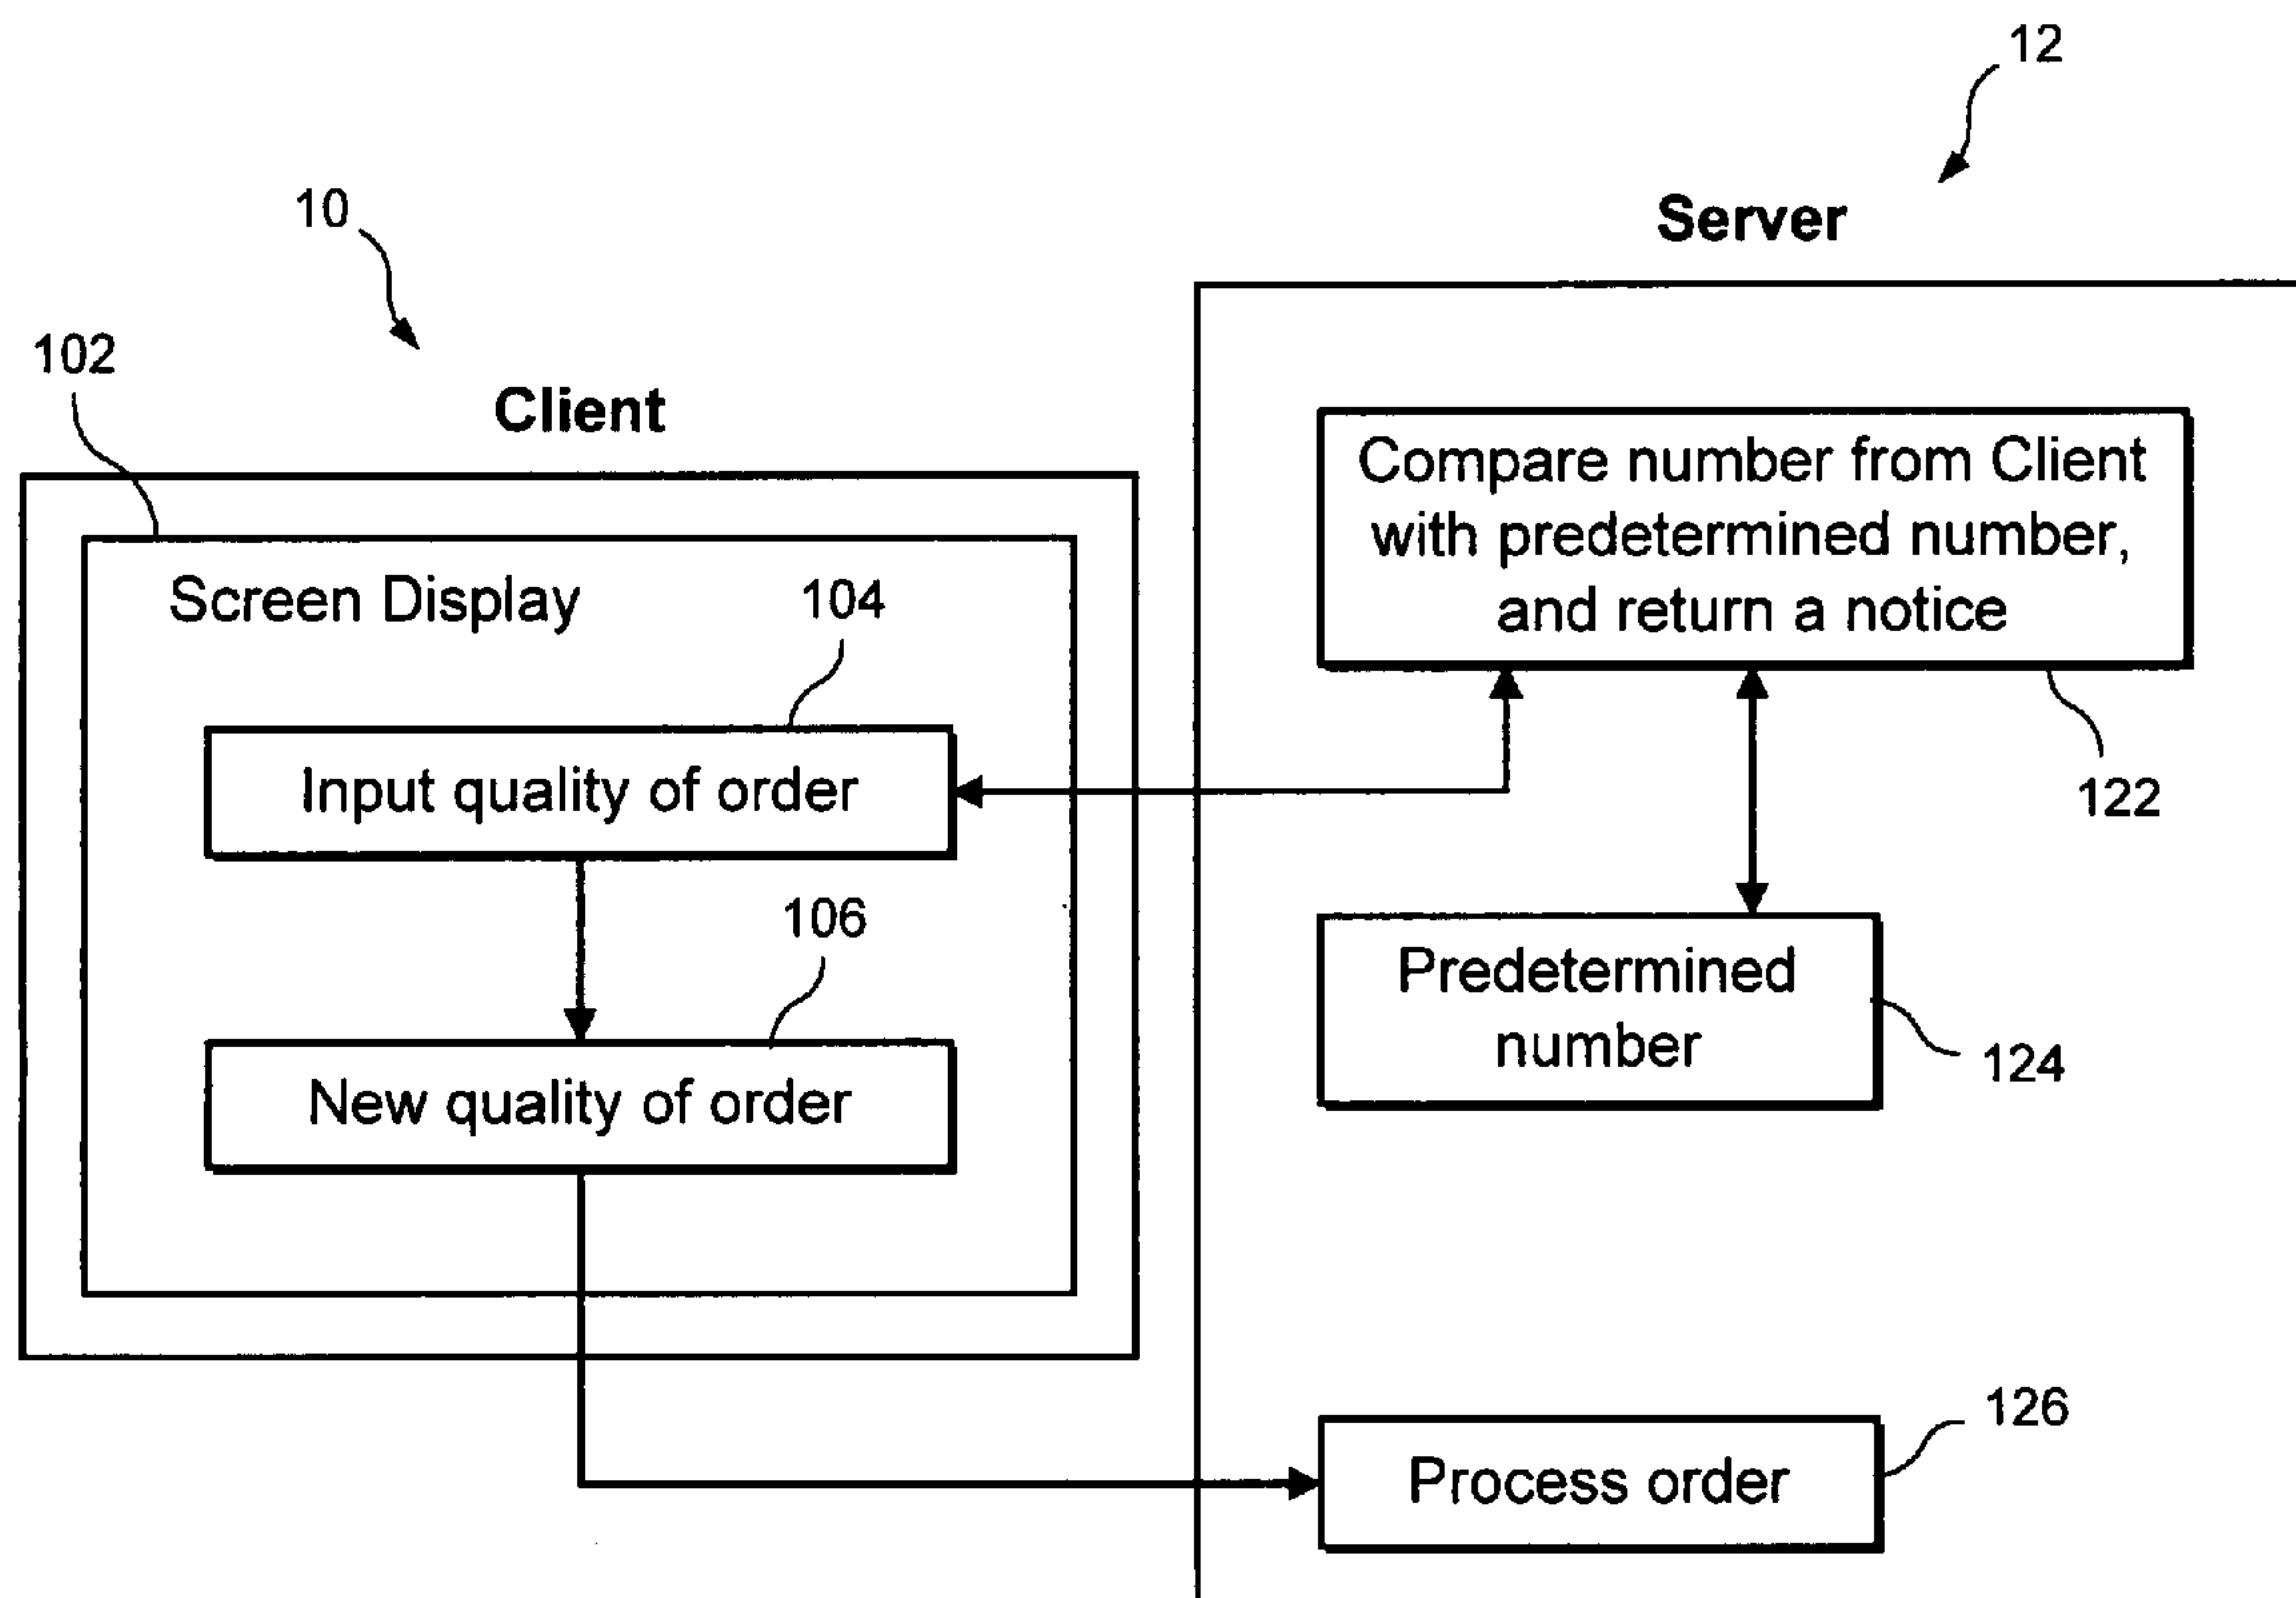 12
10
Server
102
Client
Compare number from Client
with predetermined number,
and return a notice
Screen Display
104
Input quality of order
122
106
Predetermined
number
124
New quality of order
126
Process order